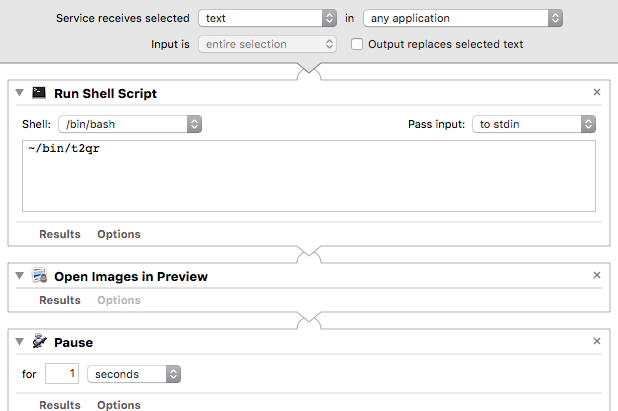 Service receives selected text in any application
Input is entire selection Output replaces selected text
Run Shell Script
Shell: /bin/bash Pass input: to stdin
~/bin/t2qr
Results Options
Open Images in Preview
Results Options
Pause
for 1 seconds
Results Options